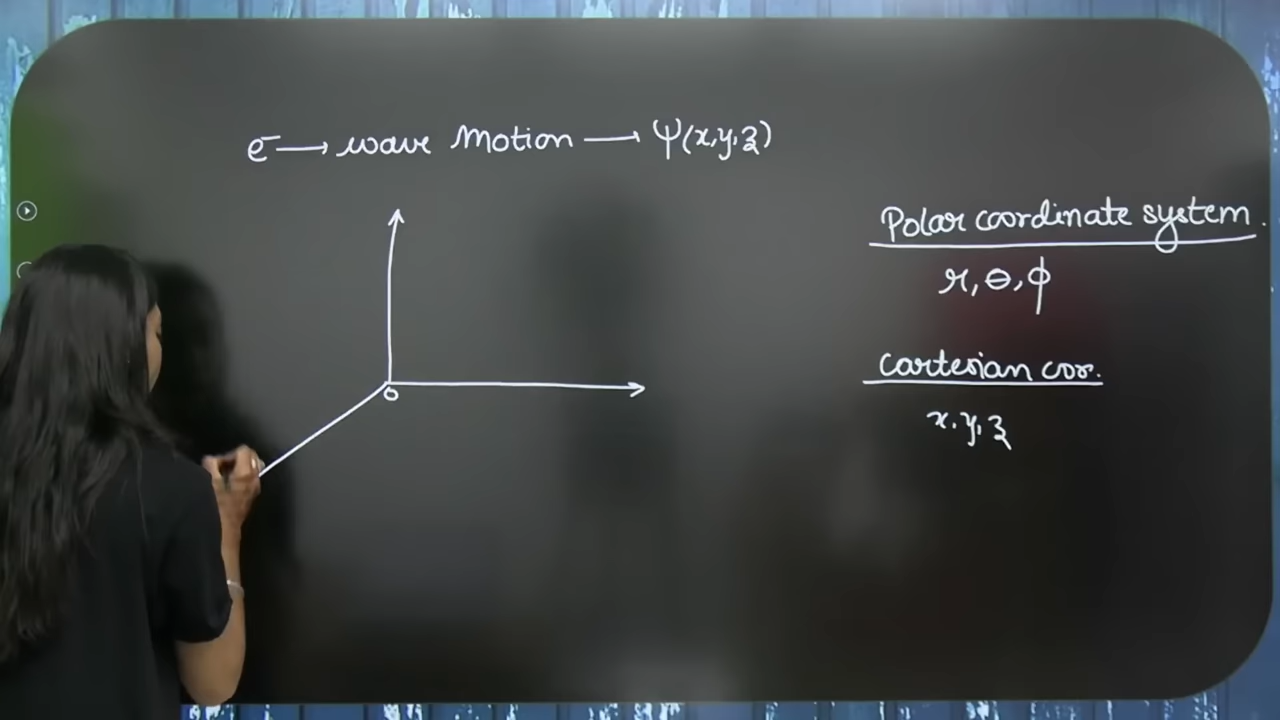 e⁻ → wave Motion → Ψ(x,y,z)
Polar coordinate system.
r, θ, φ
O
Cartesian cor.
x, y, z